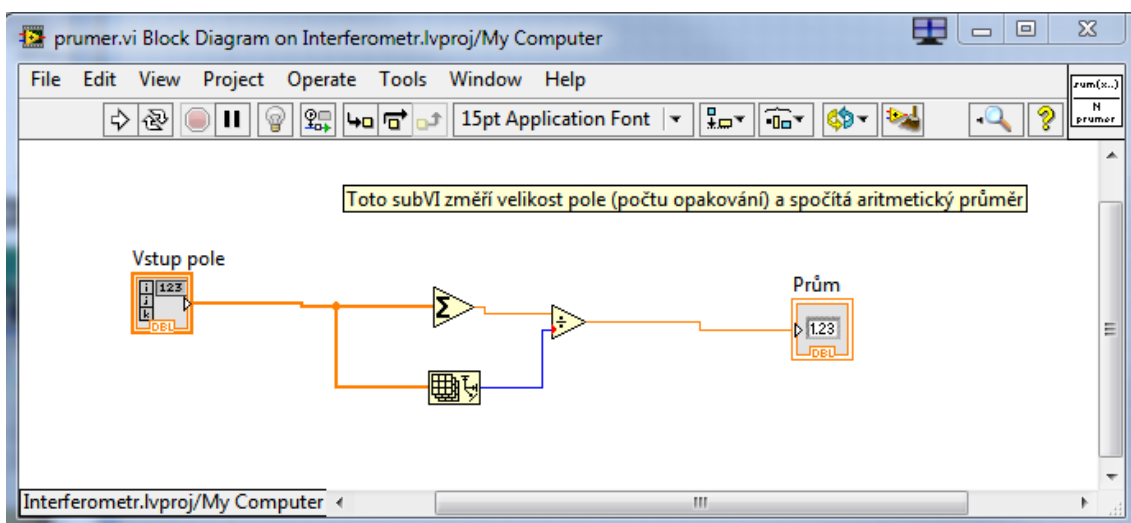 prumer.vi Block Diagram on Interferometr.lvproj/My Computer
File Edit View Project Operate Tools Window Help
15pt Application Font
sum(x..)
N
prumer
Toto subVI změří velikost pole (počtu opakování) a spočítá aritmetický průměr
Vstup pole
i 123
j
k
DBL
Σ
÷
Prům
1.23
DBL
Interferometr.lvproj/My Computer